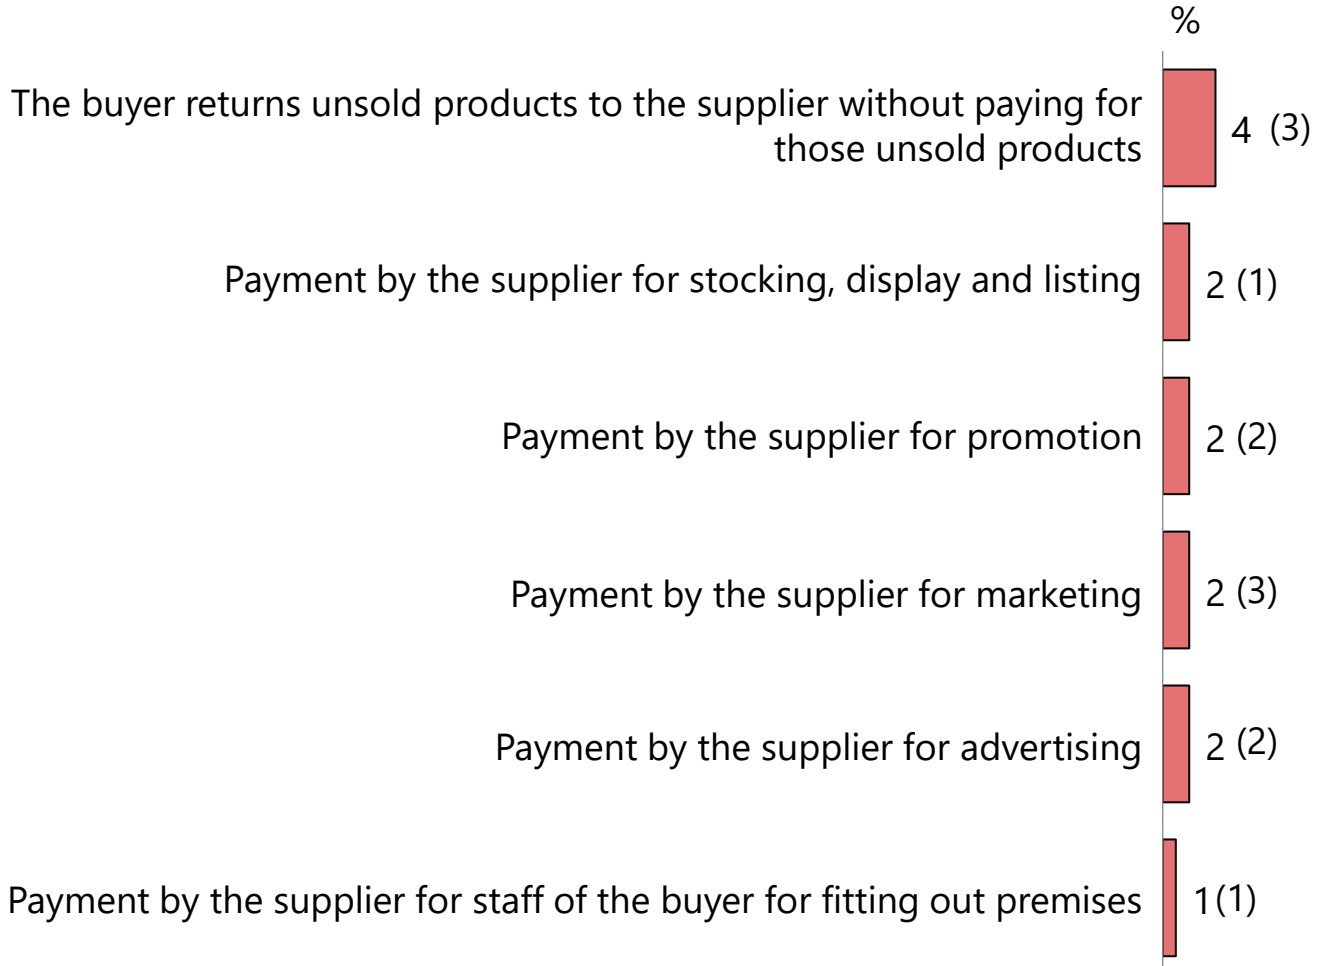 %
The buyer returns unsold products to the supplier without paying for
those unsold products
4 (3)
Payment by the supplier for stocking, display and listing 2 (1)
Payment by the supplier for promotion 2 (2)
Payment by the supplier for marketing 2 (3)
Payment by the supplier for advertising 2 (2)
Payment by the supplier for staff of the buyer for fitting out premises 1 (1)